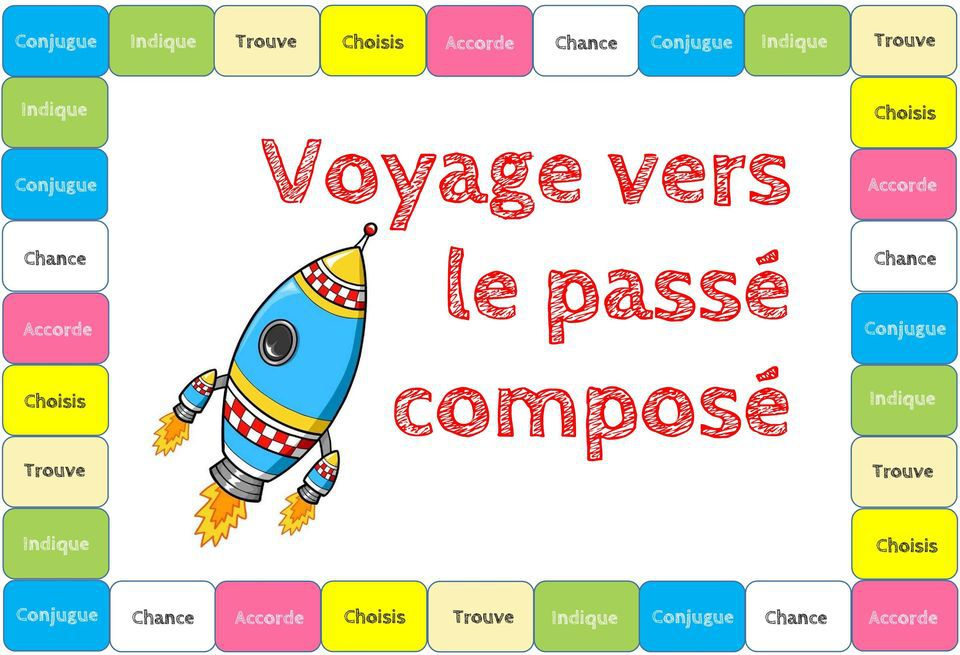 Conjugue Indique Trouve Choisis Accorde Chance Conjugue Indique Trouve
Indique Choisis
Voyage vers
Conjugue Accorde
Chance Chance
le passé
Accorde Conjugue
Choisis Indique
composé
Trouve Trouve
Indique Choisis
Conjugue Chance Accorde Choisis Trouve Indique Conjugue Chance Accorde